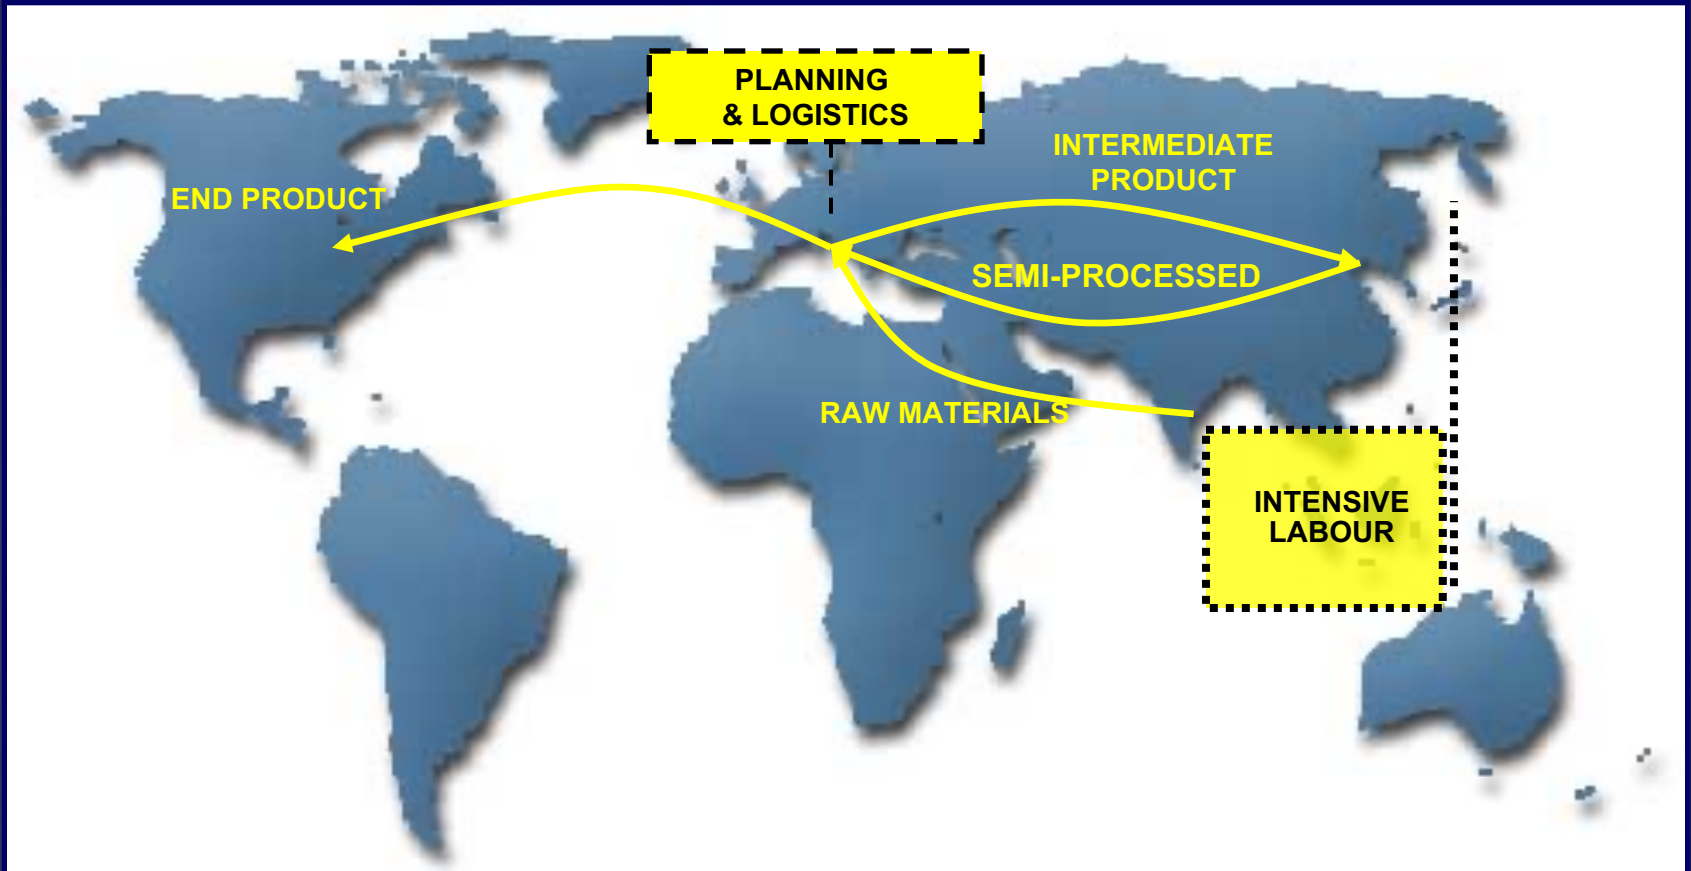 PLANNING
& LOGISTICS
INTERMEDIATE
PRODUCT
END PRODUCT
SEMI-PROCESSED
RAW MATERIALS
INTENSIVE
LABOUR